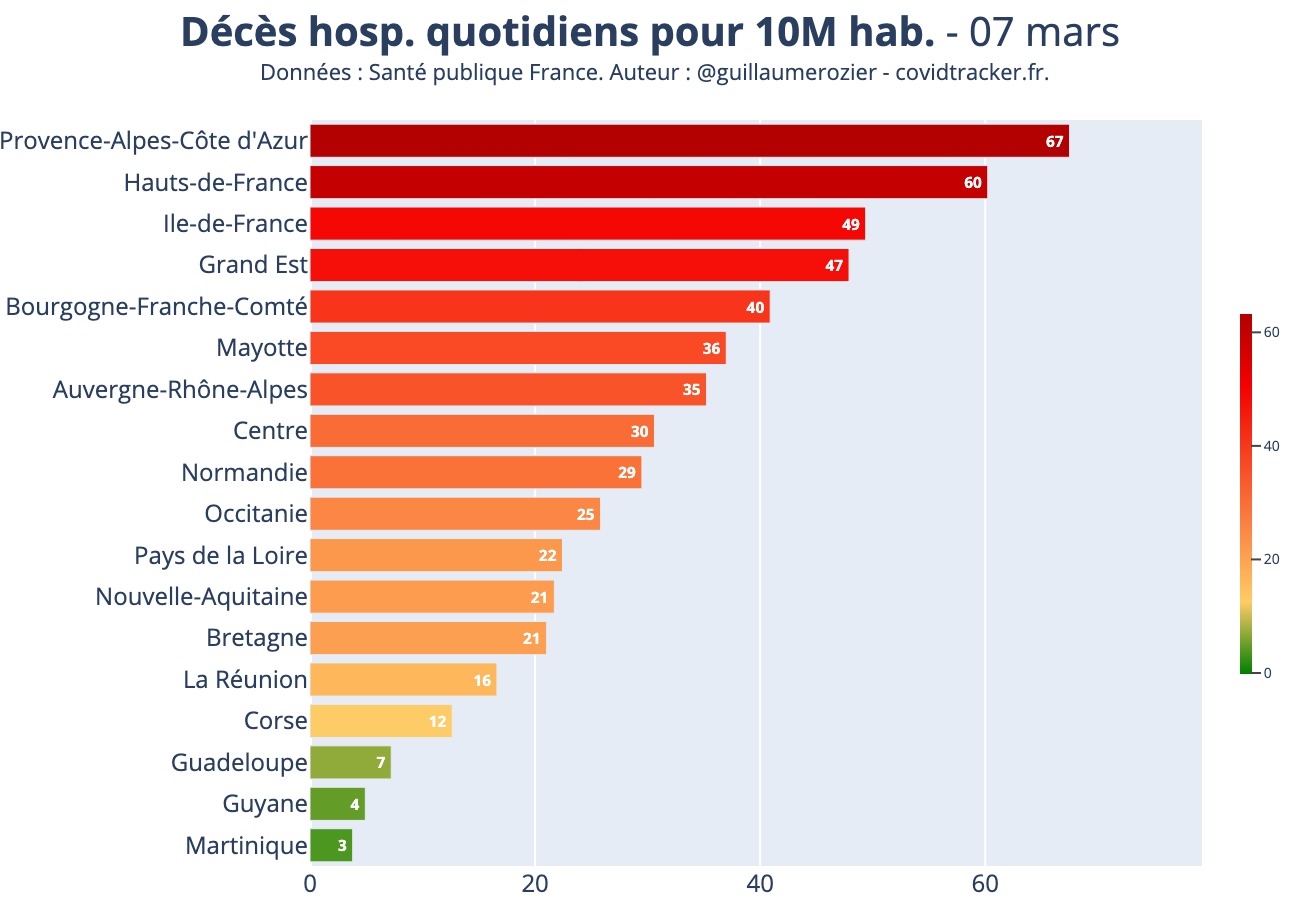 Décès hosp. quotidiens pour 10M hab. - 07 mars
Données : Santé publique France. Auteur : @guillaumerozier - covidtracker.fr.
Provence-Alpes-Côte d'Azur 67
Hauts-de-France 60
Ile-de-France 49
Grand Est 47
Bourgogne-Franche-Comté 40
Mayotte 36
Auvergne-Rhône-Alpes 35
Centre 30
Normandie 29
Occitanie 25
Pays de la Loire 22
Nouvelle-Aquitaine 21
Bretagne 21
La Réunion 16
Corse 12
Guadeloupe 7
Guyane 4
Martinique 3
0 20 40 60
60
40
20
0